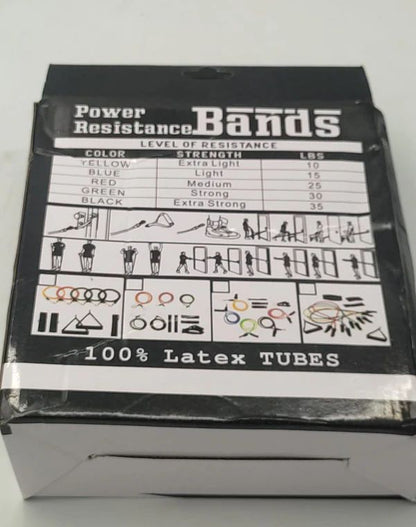 Power
Resistance Bands
LEVEL OF RESISTANCE
COLOR STRENGTH LBS
YELLOW Extra Light 10
BLUE Light 15
RED Medium 25
GREEN Strong 30
BLACK Extra Strong 35
100% Latex TUBES